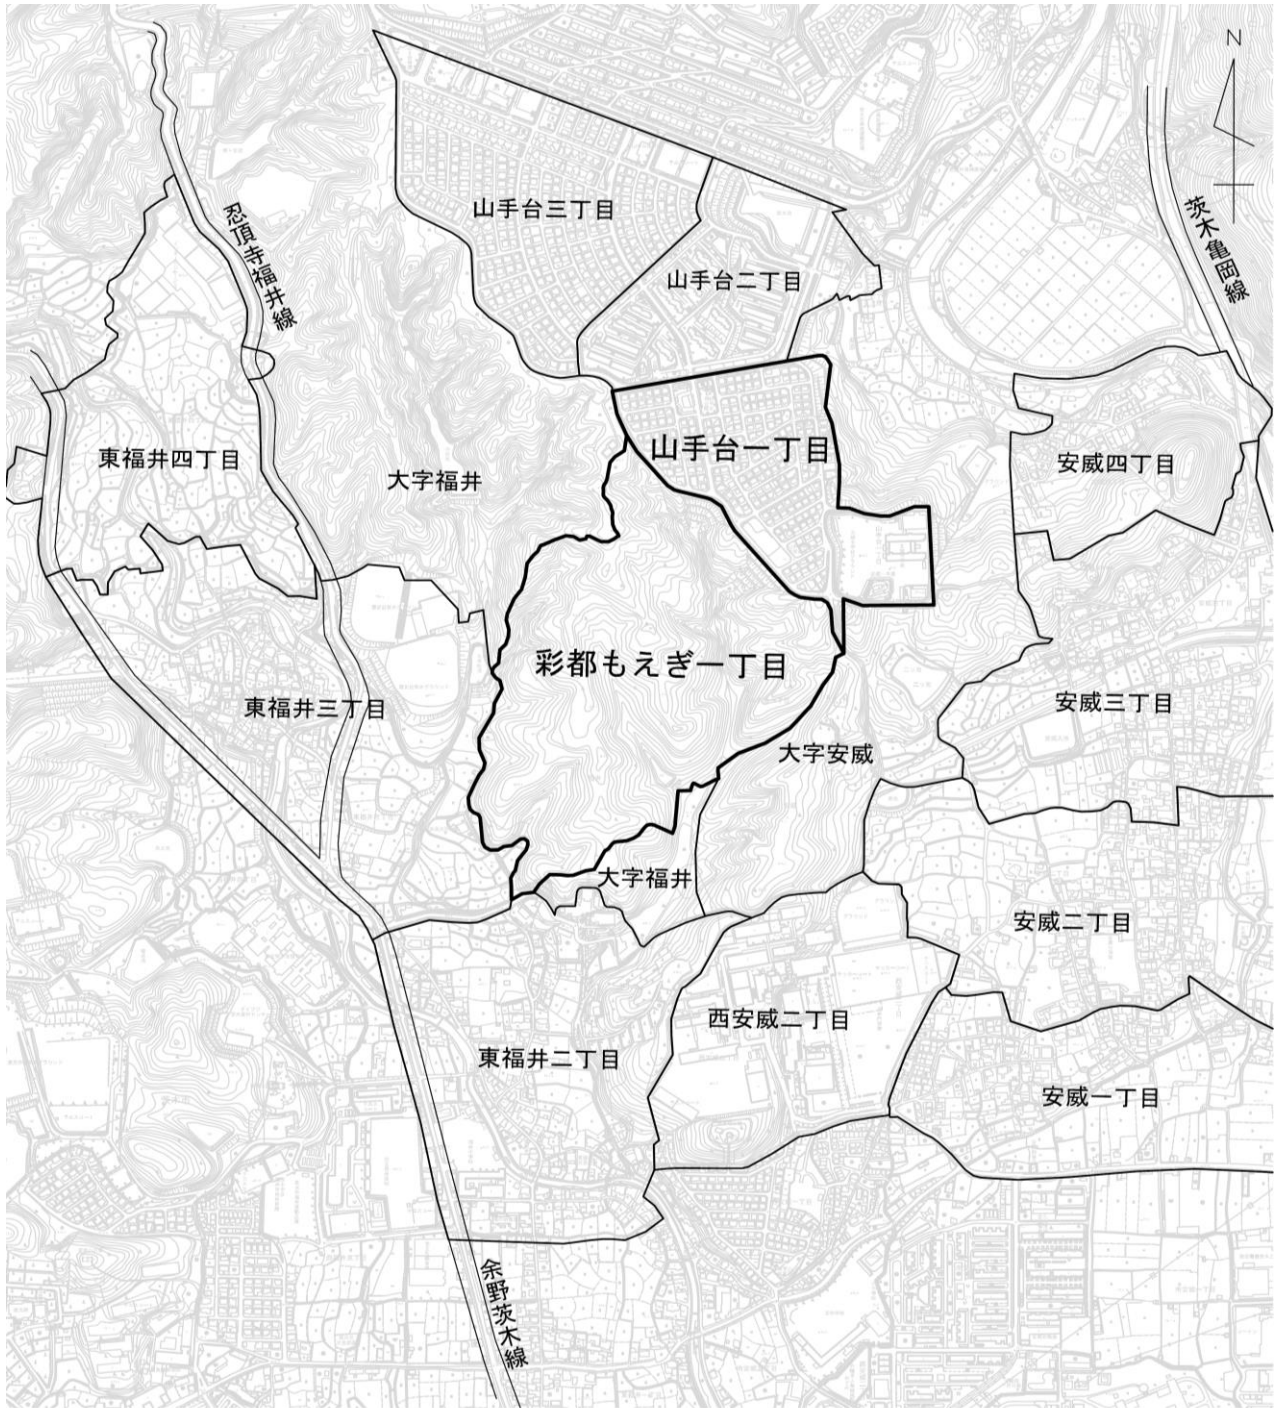 N
山手台三丁目
忍頂寺福井線
茨木亀岡線
山手台二丁目
山手台一丁目
東福井四丁目
安威四丁目
大字福井
彩都もえぎ一丁目
安威三丁目
東福井三丁目
大字安威
大字福井
安威二丁目
西安威二丁目
東福井二丁目
安威一丁目
余野茨木線